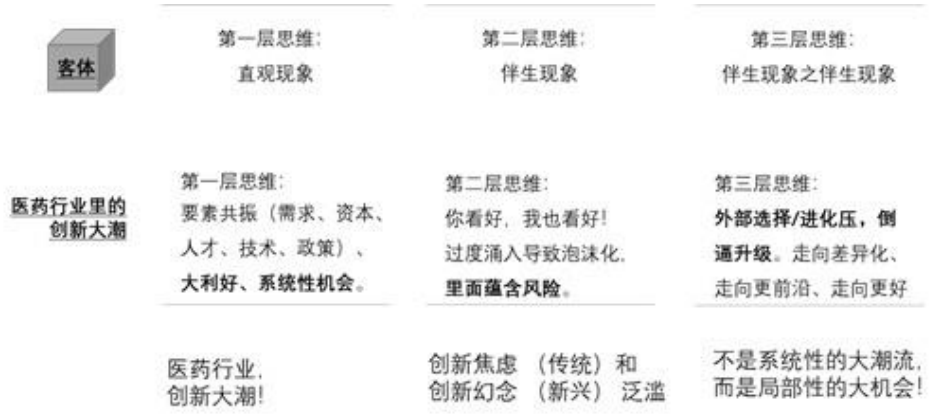 客体
第一层思维：
直观现象
第二层思维：
伴生现象
第三层思维：
伴生现象之伴生现象
医药行业里的
创新大潮
第一层思维：
要素共振（需求、资本、
人才、技术、政策）、
大利好、系统性机会。
第二层思维：
你看好，我也看好！
过度涌入导致泡沫化，
里面蕴含风险。
第三层思维：
外部选择/进化压，倒
逼升级。走向差异化、
走向更前沿、走向更好
医药行业，
创新大潮！
创新焦虑 （传统）和
创新幻念 （新兴） 泛滥
不是系统性的大潮流，
而是局部性的大机会！